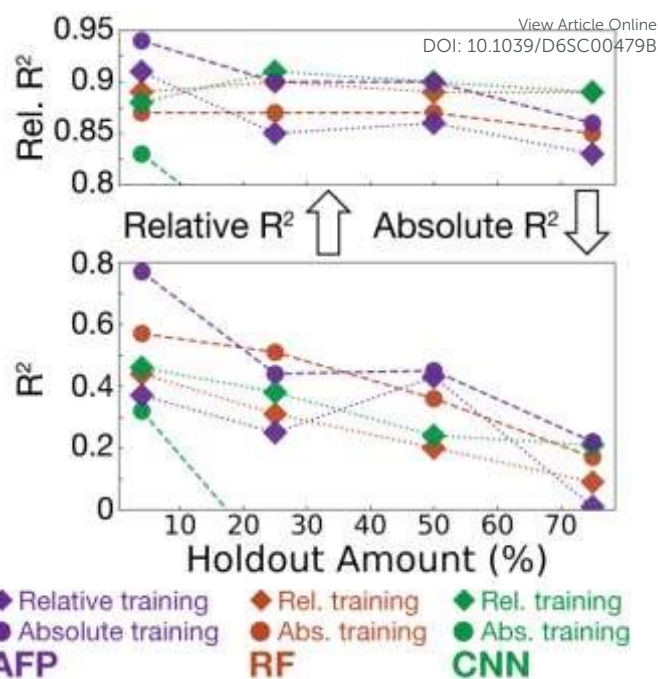 View Article Online
DOI: 10.1039/D6SC00479B
0.95
0.9
0.85
0.8
Rel. R²
Relative R² Absolute R²
0.8
0.6
0.4
0.2
0
R²
10 20 30 40 50 60 70
Holdout Amount (%)
Relative training Rel. training Rel. training
Absolute training Abs. training Abs. training
AFP RF CNN